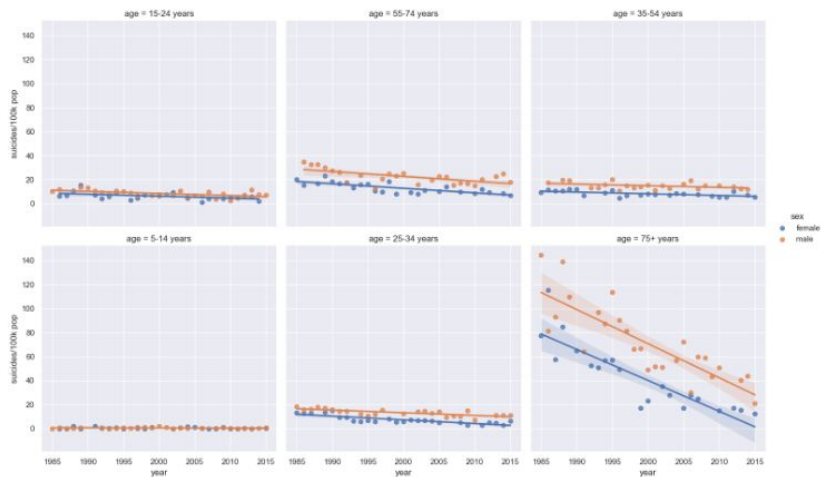 age = 15-24 years
age = 55-74 years
age = 35-54 years
140
120
100
80
60
40
20
0
suicides/100k pop
sex
female
male
age = 5-14 years
age = 25-34 years
age = 75+ years
140
120
100
80
60
40
20
0
suicides/100k pop
1985 1990 1995 2000 2005 2010 2015
year
1985 1990 1995 2000 2005 2010 2015
year
1985 1990 1995 2000 2005 2010 2015
year